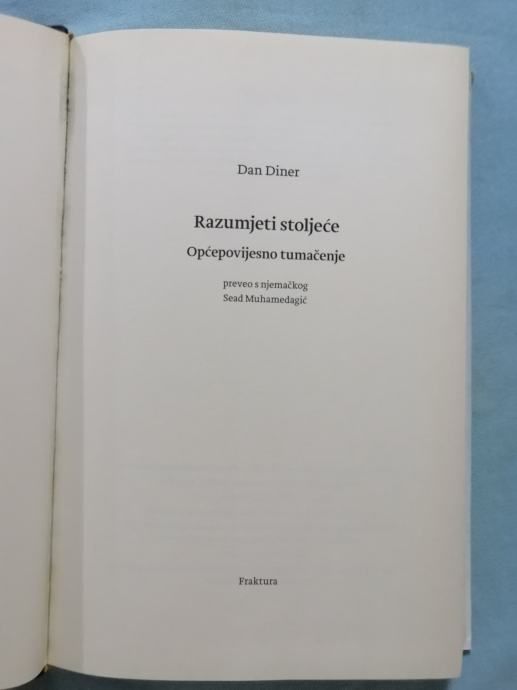 Dan Diner
Razumjeti stoljeće
Općepovijesno tumačenje
preveo s njemačkog
Sead Muhamedagić
Fraktura